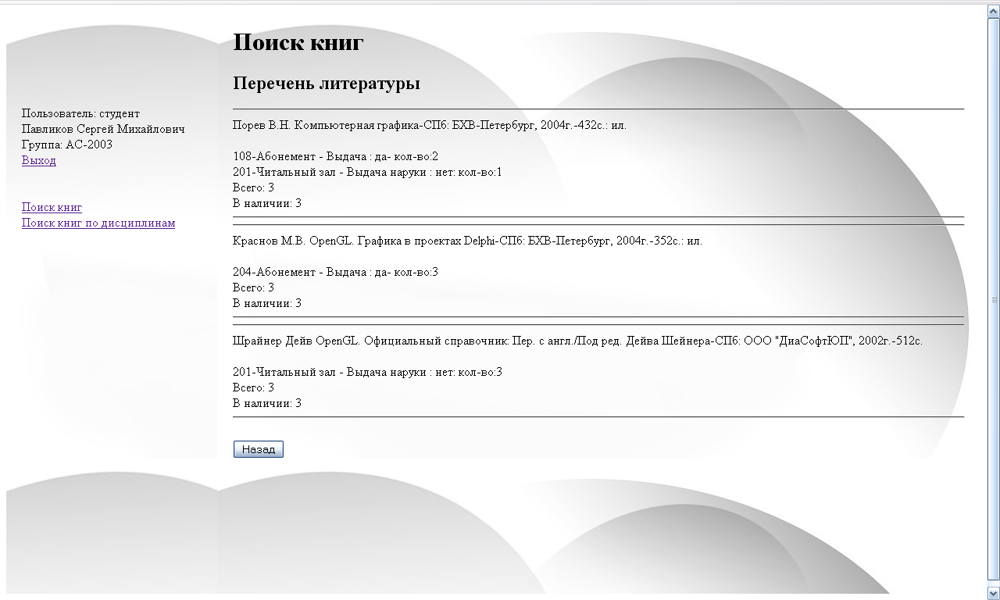 Поиск книг
Перечень литературы
Пользователь: студент
Павликов Сергей Михайлович
Группа: АС-2003
Выход
Поиск книг
Поиск книг по дисциплинам
Порев В.Н. Компьютерная графика-СПб: БХВ-Петербург, 2004г.-432с.: ил.
108-Абонемент - Выдача : да- кол-во:2
201-Читальный зал - Выдача наруки : нет: кол-во:1
Всего: 3
В наличии: 3
Краснов М.В. OpenGL. Графика в проектах Delphi-СПб: БХВ-Петербург, 2004г.-352с.: ил.
204-Абонемент - Выдача : да- кол-во:3
Всего: 3
В наличии: 3
Шрайнер Дейв OpenGL. Официальный справочник: Пер. с англ./Под ред. Дейва Шейнера-СПб: ООО "ДиаСофтЮП", 2002г.-512с.
201-Читальный зал - Выдача наруки : нет: кол-во:3
Всего: 3
В наличии: 3
Назад